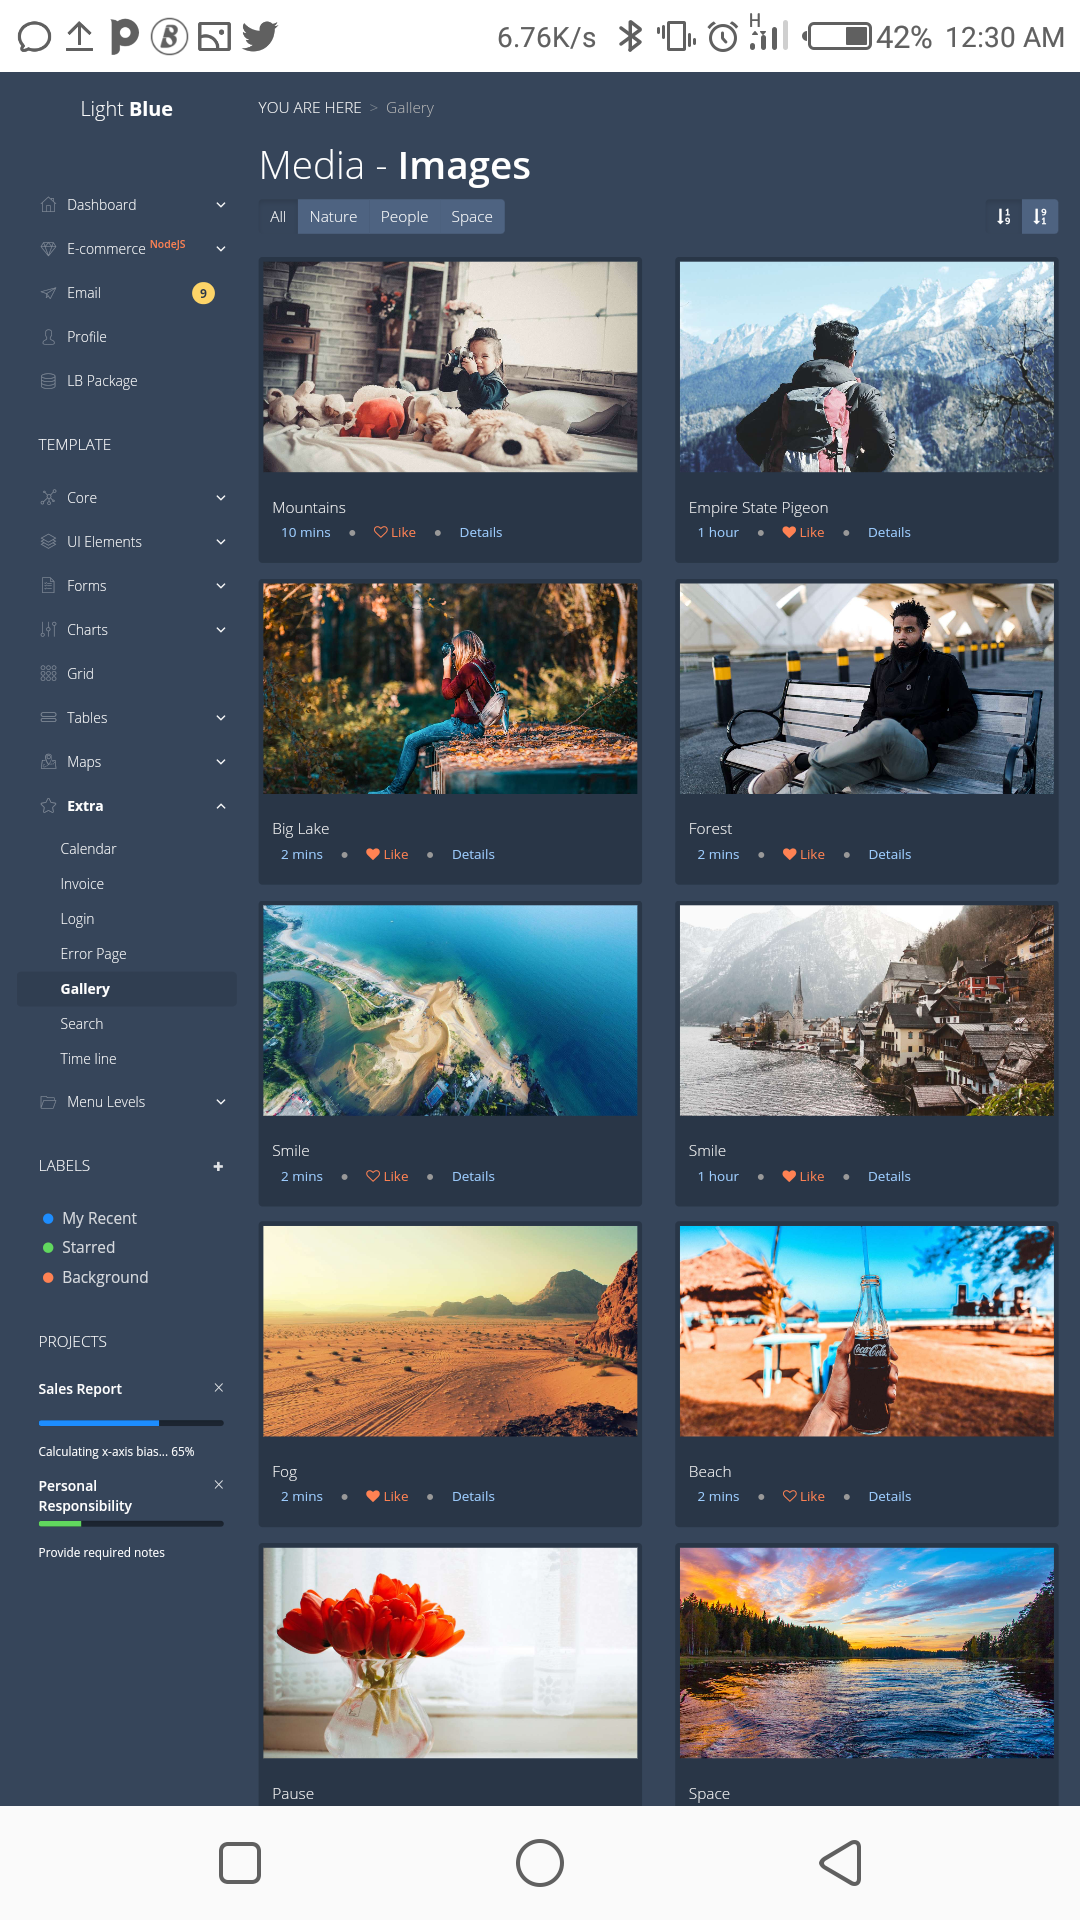 6.76K/s H 42% 12:30 AM
Light Blue
YOU ARE HERE > Gallery
Media - Images
All Nature People Space
Dashboard
E-commerce NodeJS
Email 9
Profile
LB Package
TEMPLATE
Core
UI Elements
Forms
Charts
Grid
Tables
Maps
Extra
Calendar
Invoice
Login
Error Page
Gallery
Search
Time line
Menu Levels
LABELS +
My Recent
Starred
Background
PROJECTS
Sales Report
Calculating x-axis bias... 65%
Personal
Responsibility
Provide required notes
Mountains
10 mins Like Details
Empire State Pigeon
1 hour Like Details
Big Lake
2 mins Like Details
Forest
2 mins Like Details
Smile
2 mins Like Details
Smile
1 hour Like Details
Fog
2 mins Like Details
Coca-Cola
Beach
2 mins Like Details
Pause
Space